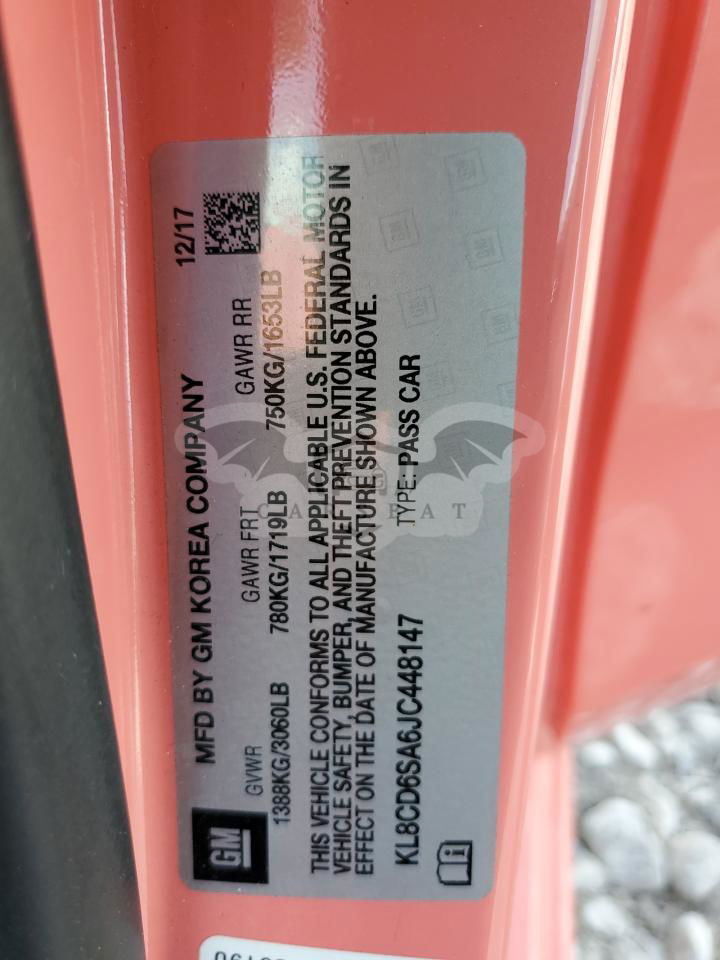 MFD BY GM KOREA COMPANY 12/17
GM
GVWR GAWR FRT GAWR RR
1388KG/3060LB 780KG/1719LB 750KG/1653LB
THIS VEHICLE CONFORMS TO ALL APPLICABLE U.S. FEDERAL MOTOR
VEHICLE SAFETY, BUMPER, AND THEFT PREVENTION STANDARDS IN
EFFECT ON THE DATE OF MANUFACTURE SHOWN ABOVE.
KL8CD6SA6JC448147 TYPE: PASS CAR